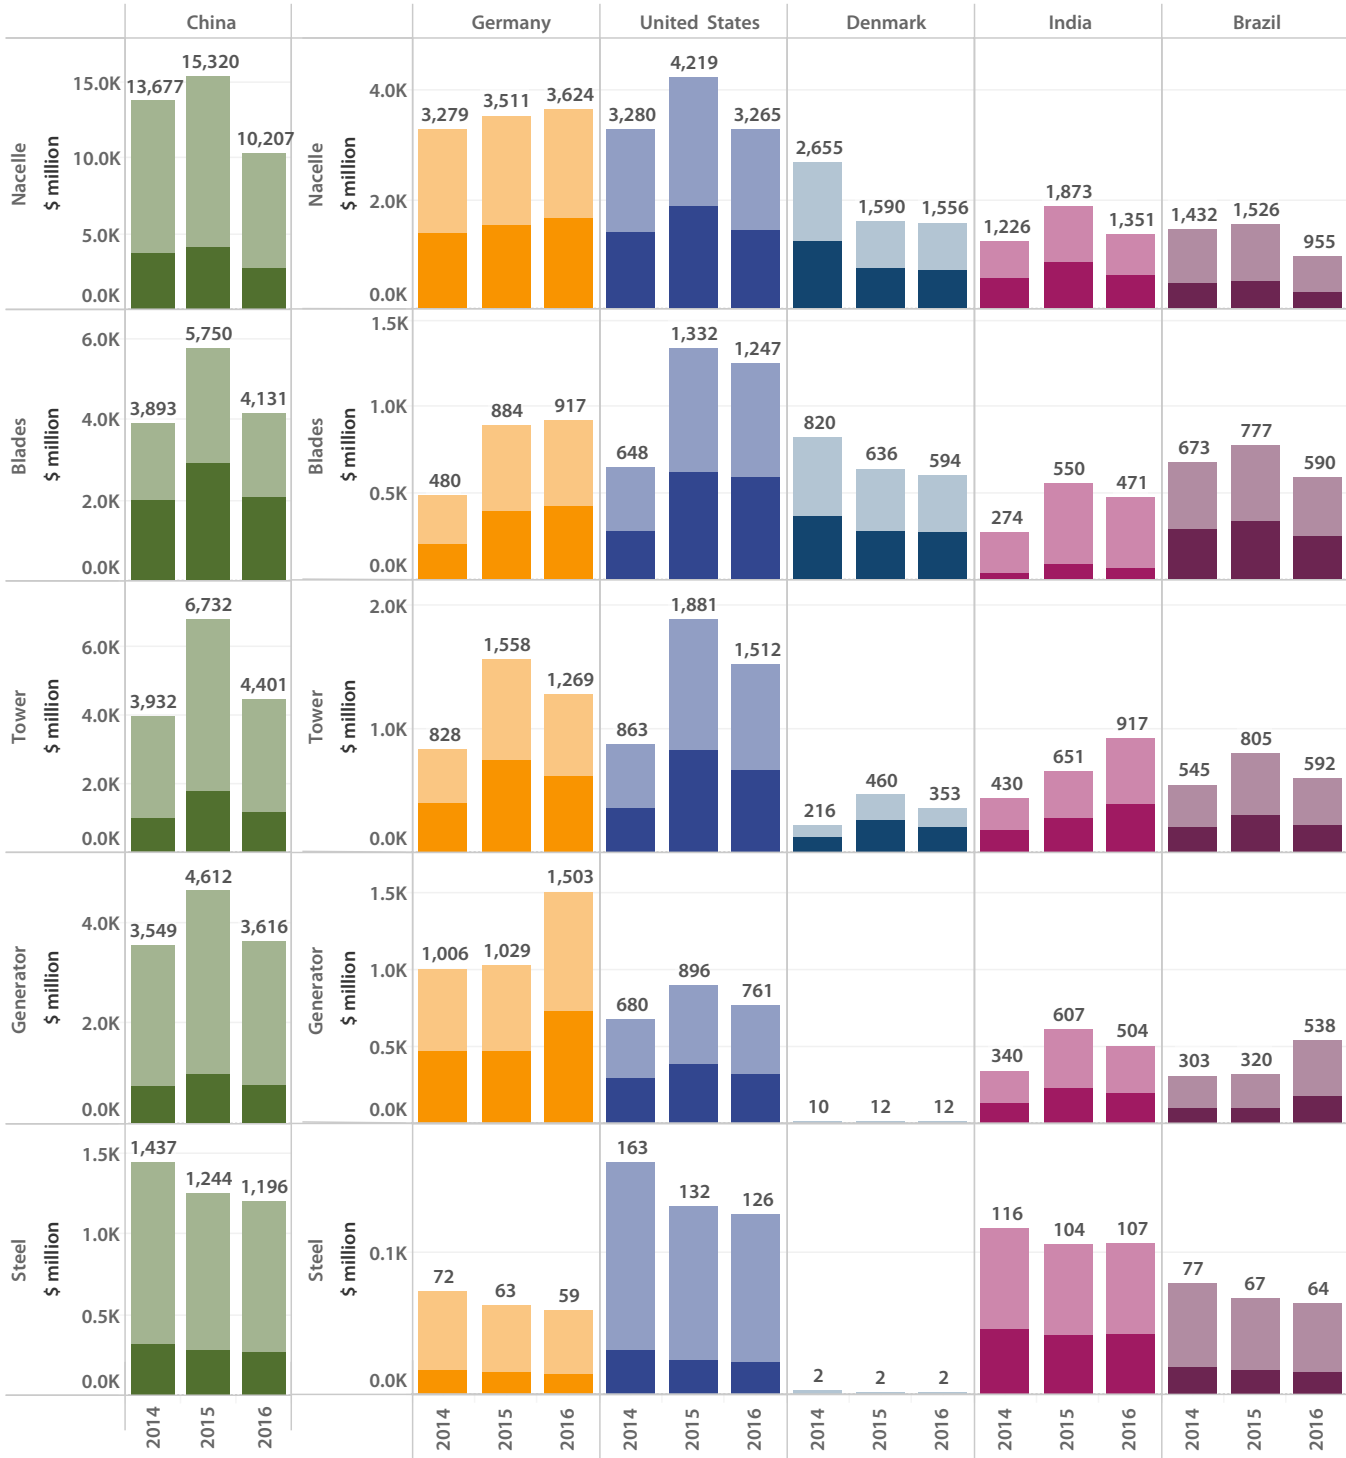 China Germany United States Denmark India Brazil
Nacelle
$ million
15.0K
10.0K
5.0K
0.0K
13,677 15,320 10,207
Nacelle
$ million
4.0K
2.0K
0.0K
3,279 3,511 3,624
3,280 4,219 3,265
2,655 1,590 1,556
1,226 1,873 1,351
1,432 1,526 955
Blades
$ million
6.0K
4.0K
2.0K
0.0K
3,893 5,750 4,131
Blades
$ million
1.5K
1.0K
0.5K
0.0K
480 884 917
648 1,332 1,247
820 636 594
274 550 471
673 777 590
Tower
$ million
6.0K
4.0K
2.0K
0.0K
3,932 6,732 4,401
Tower
$ million
2.0K
1.0K
0.0K
828 1,558 1,269
863 1,881 1,512
216 460 353
430 651 917
545 805 592
Generator
$ million
4.0K
2.0K
0.0K
3,549 4,612 3,616
Generator
$ million
1.5K
1.0K
0.5K
0.0K
1,006 1,029 1,503
680 896 761
10 12 12
340 607 504
303 320 538
Steel
$ million
1.5K
1.0K
0.5K
0.0K
1,437 1,244 1,196
Steel
$ million
0.1K
0.0K
72 63 59
163 132 126
2 2 2
116 104 107
77 67 64
2014 2015 2016 2014 2015 2016 2014 2015 2016 2014 2015 2016 2014 2015 2016 2014 2015 2016